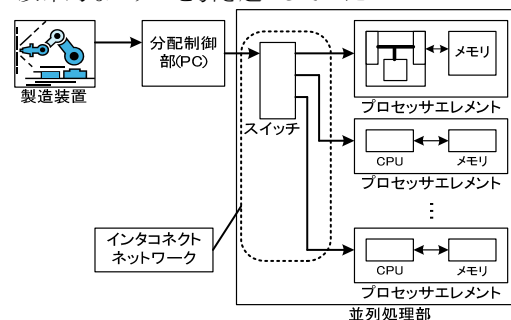 分配制御
部(PC)
製造装置
スイッチ
メモリ
プロセッサエレメント
CPU
メモリ
プロセッサエレメント
インタコネクト
ネットワーク
CPU
メモリ
プロセッサエレメント
並列処理部